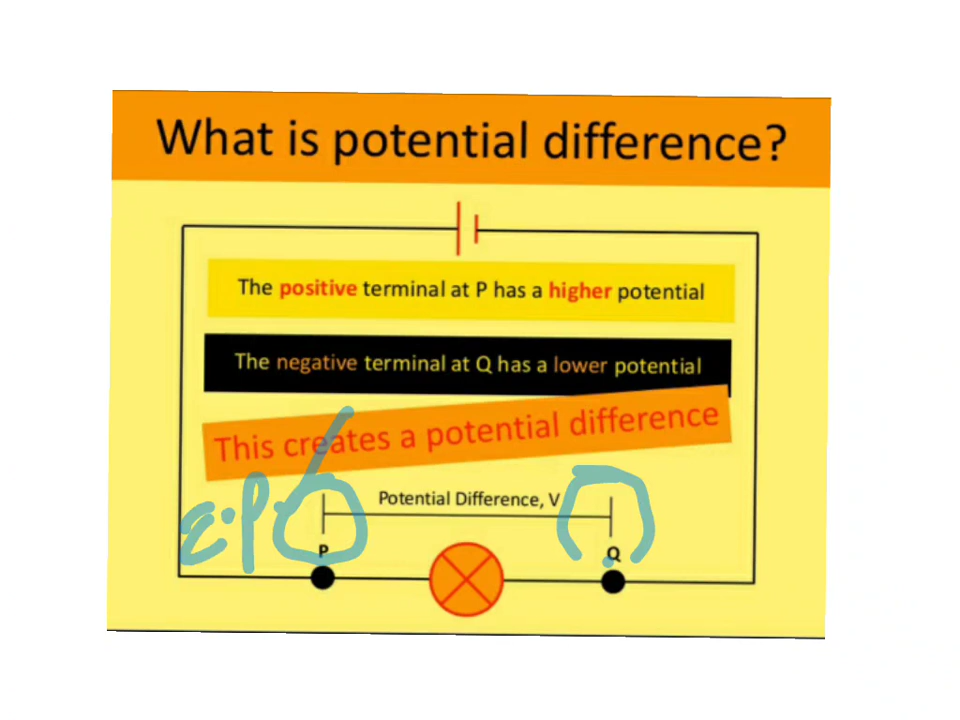 What is potential difference?
The positive terminal at P has a higher potential
The negative terminal at Q has a lower potential
This creates a potential difference
Potential Difference, V
P
Q